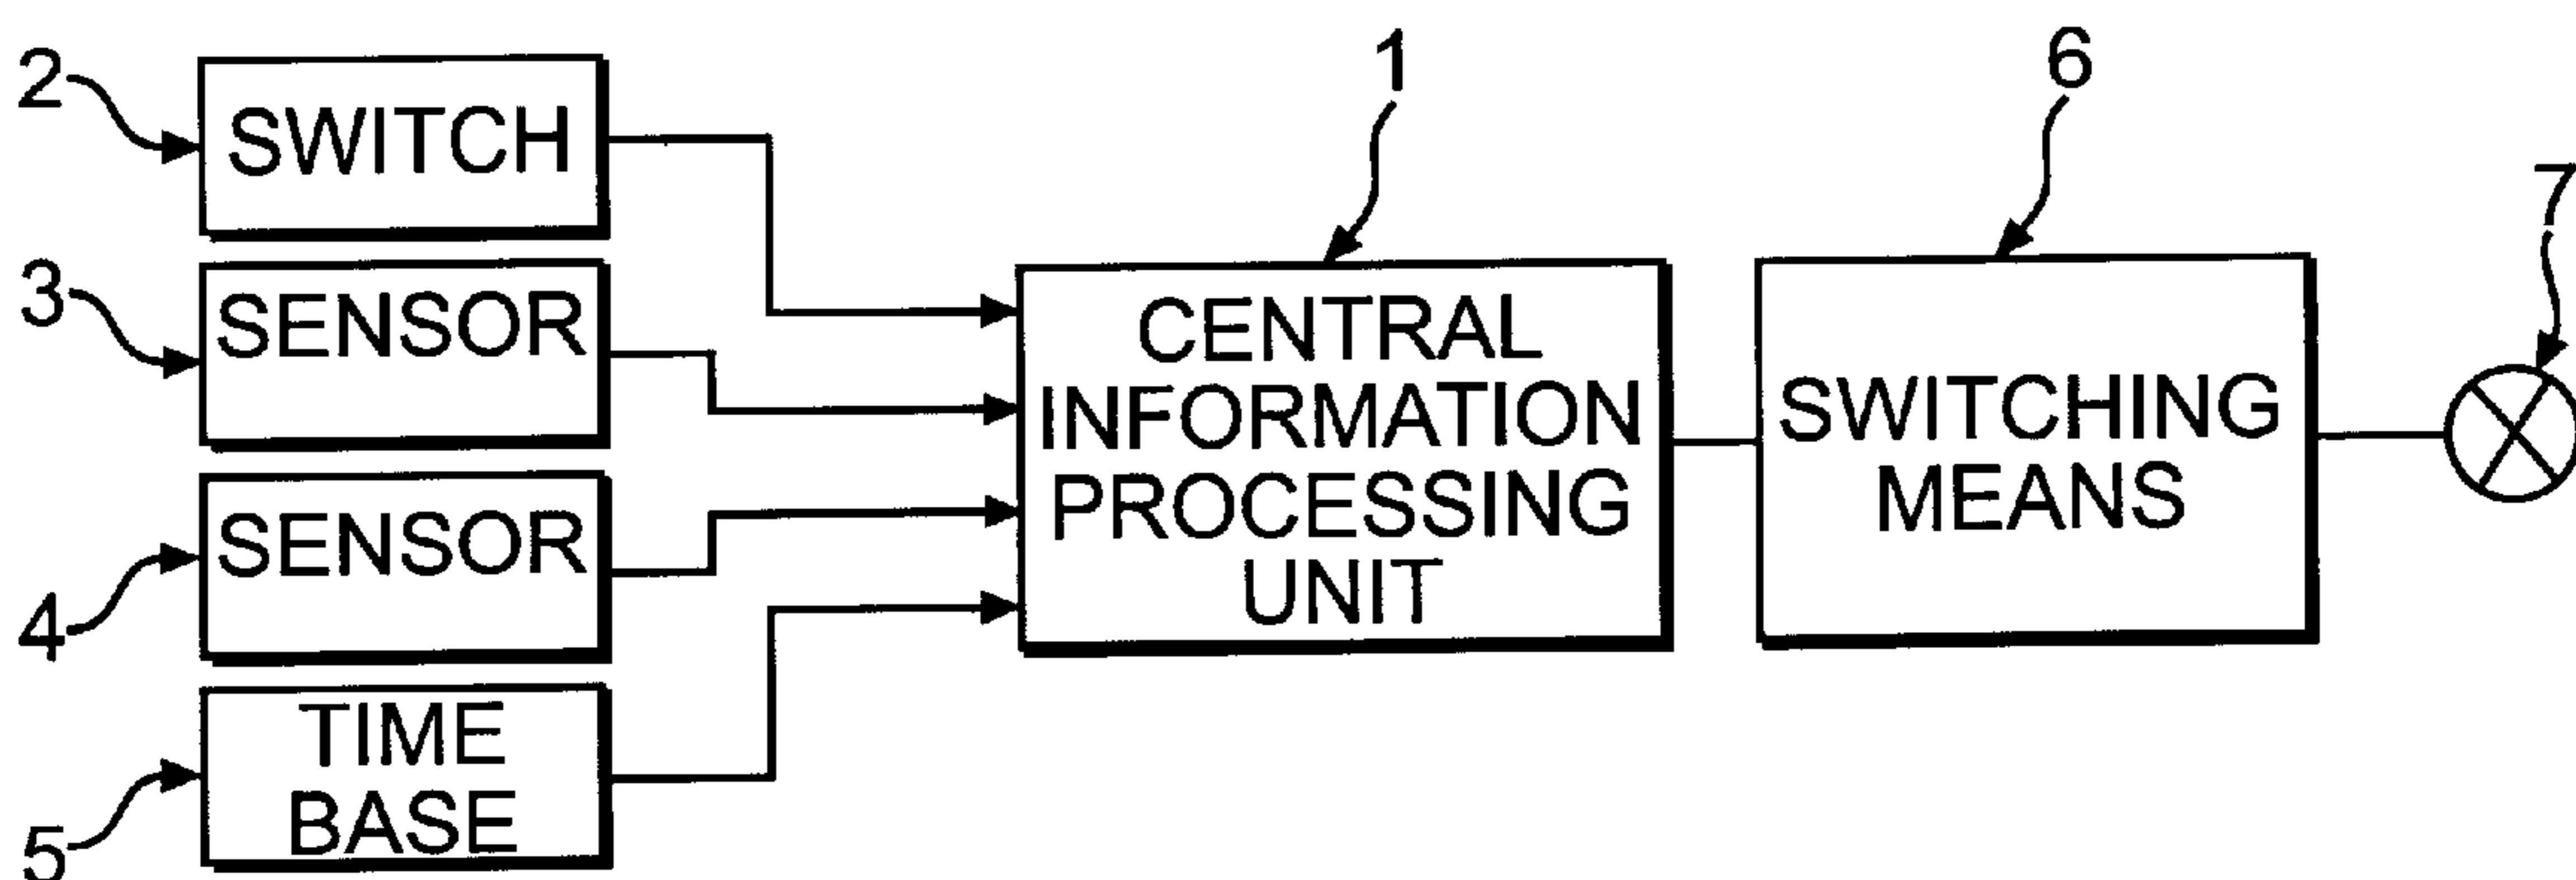 1
6
2
SWITCH
7
3
SENSOR
CENTRAL
INFORMATION
PROCESSING
UNIT
SWITCHING
MEANS
4
SENSOR
5
TIME
BASE